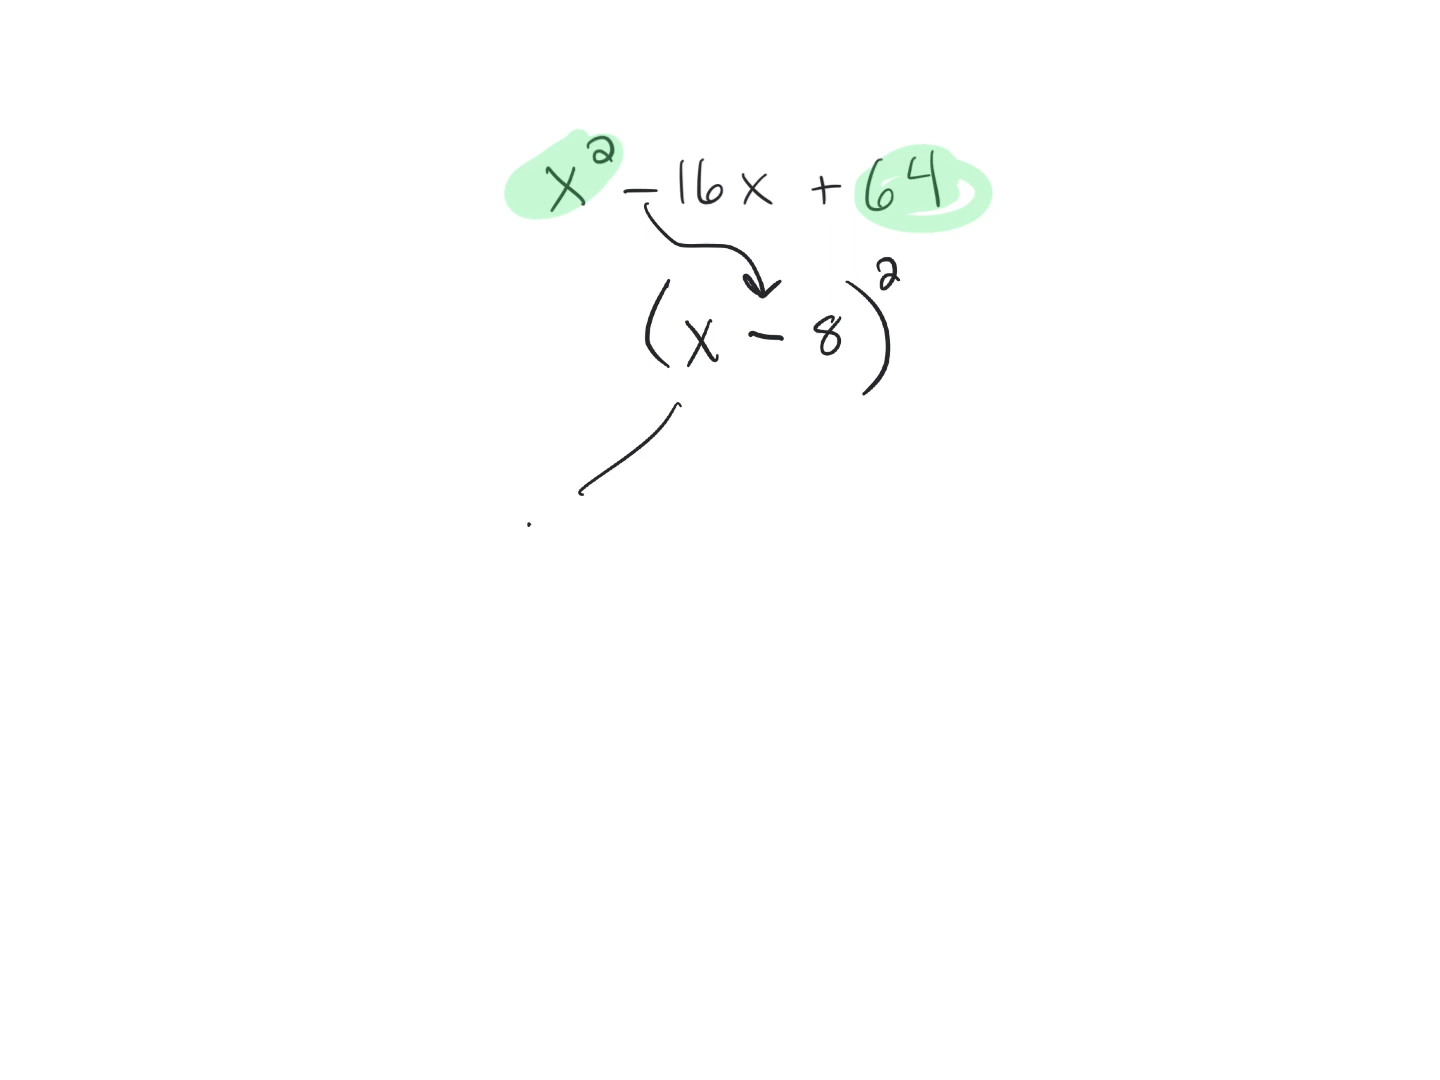 x² - 16x + 64
(x - 8)²